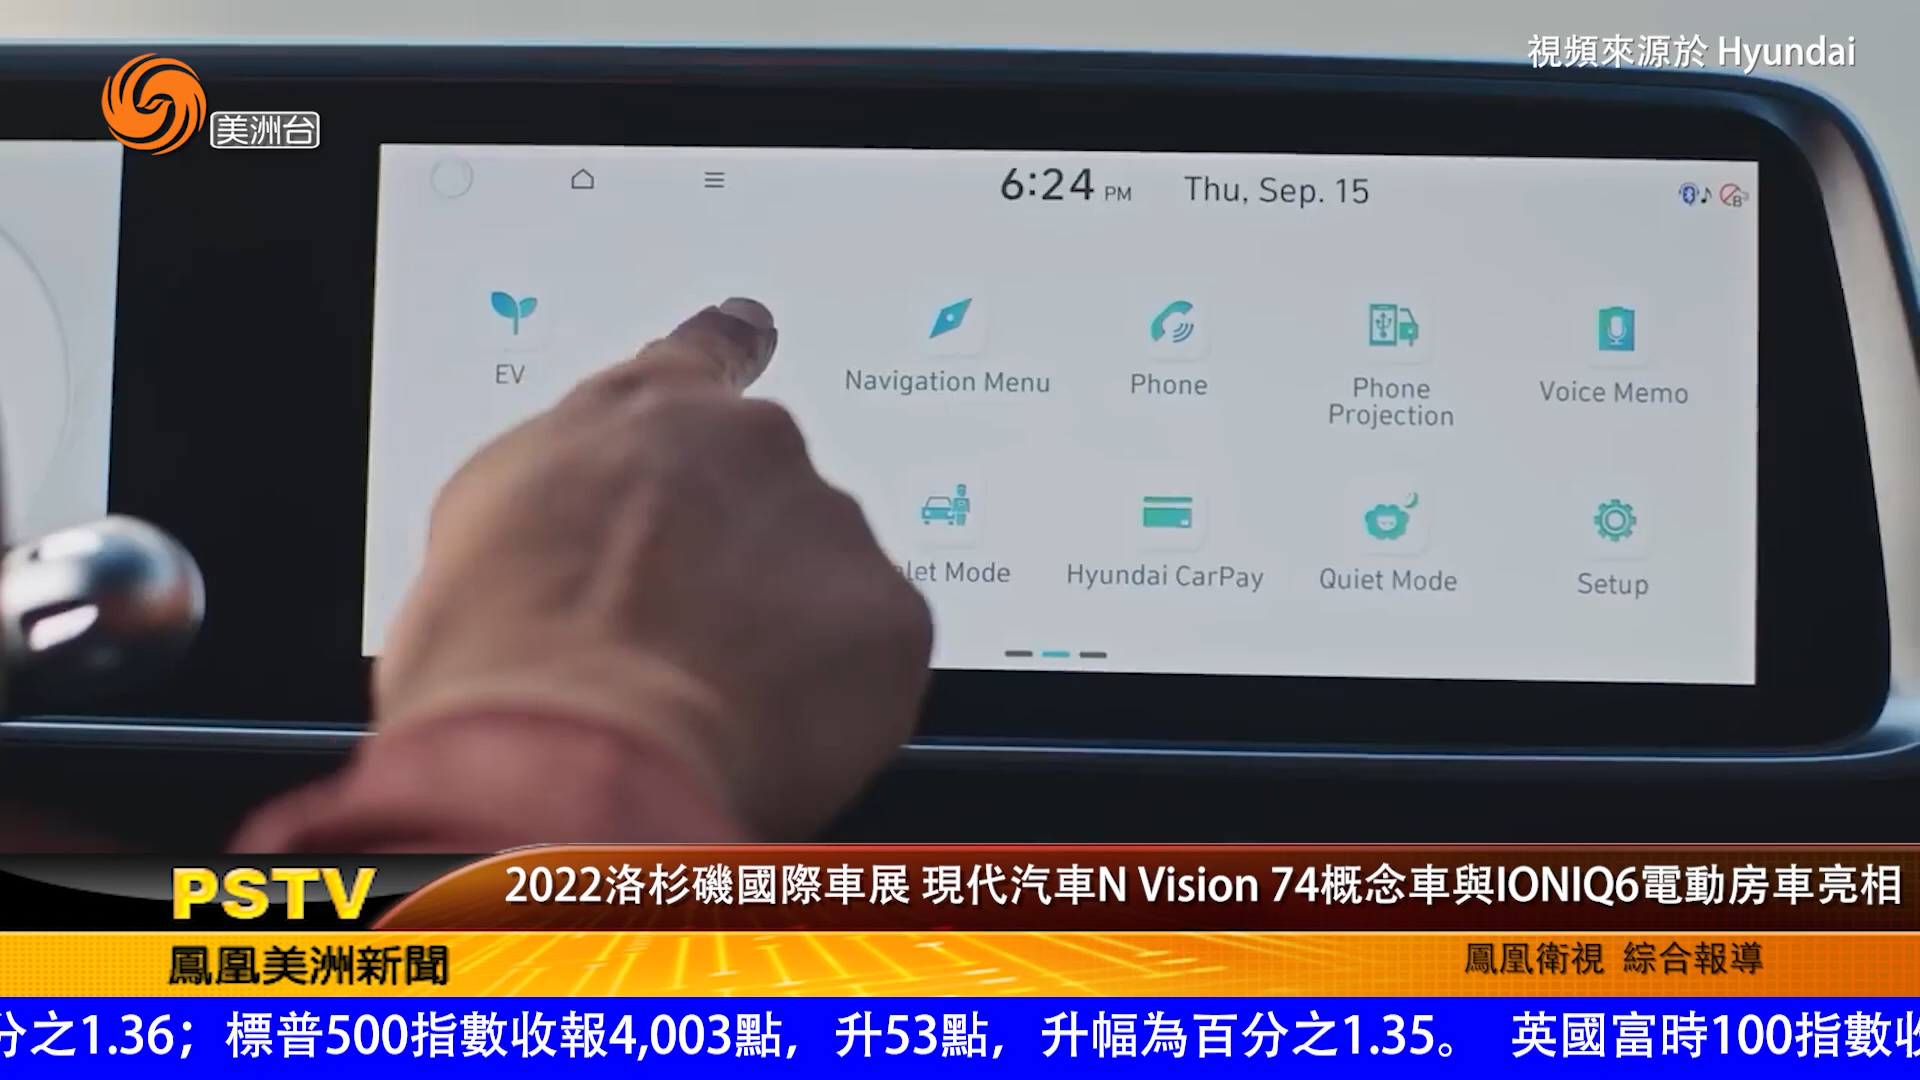 視頻來源於 Hyundai
美洲台
6:24 PM
Thu, Sep. 15
EV
Navigation Menu
Phone
Phone
Projection
Voice Memo
let Mode
Hyundai CarPay
Quiet Mode
Setup
PSTV
2022洛杉磯國際車展 現代汽車N Vision 74概念車與IONIQ6電動房車亮相
鳳凰美洲新聞
鳳凰衛視 綜合報導
分之1.36；標普500指數收報4,003點，升53點，升幅為百分之1.35。 英國富時100指數收